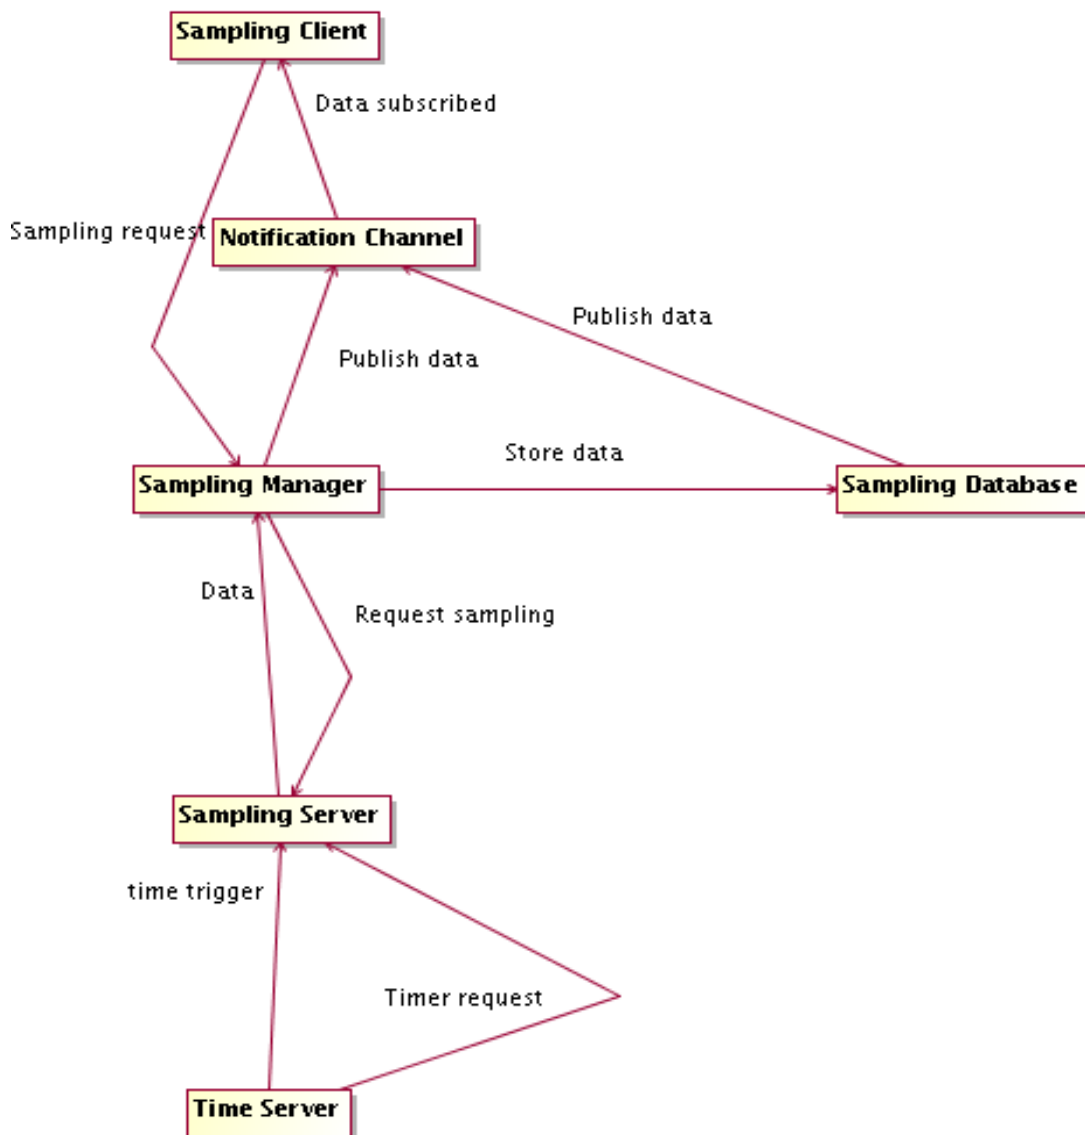 Sampling Client
Data subscribed
Sampling request
Notification Channel
Publish data
Publish data
Store data
Sampling Manager
Sampling Database
Data
Request sampling
Sampling Server
time trigger
Timer request
Time Server